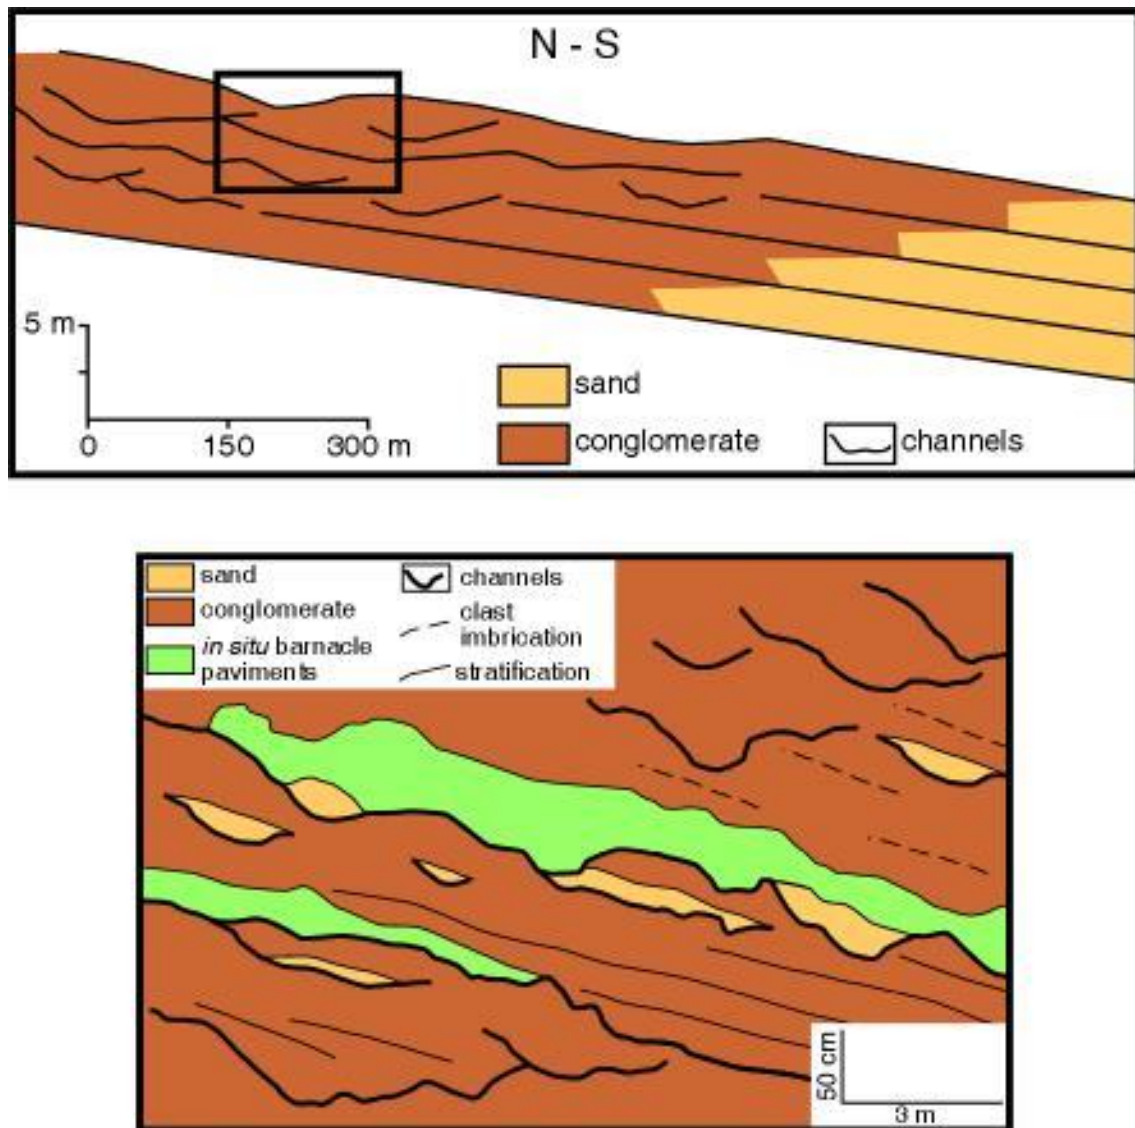 N - S
5 m
0 150 300 m
sand
conglomerate
channels
sand
conglomerate
in situ barnacle
paviments
channels
clast
imbrication
stratification
50 cm
3 m